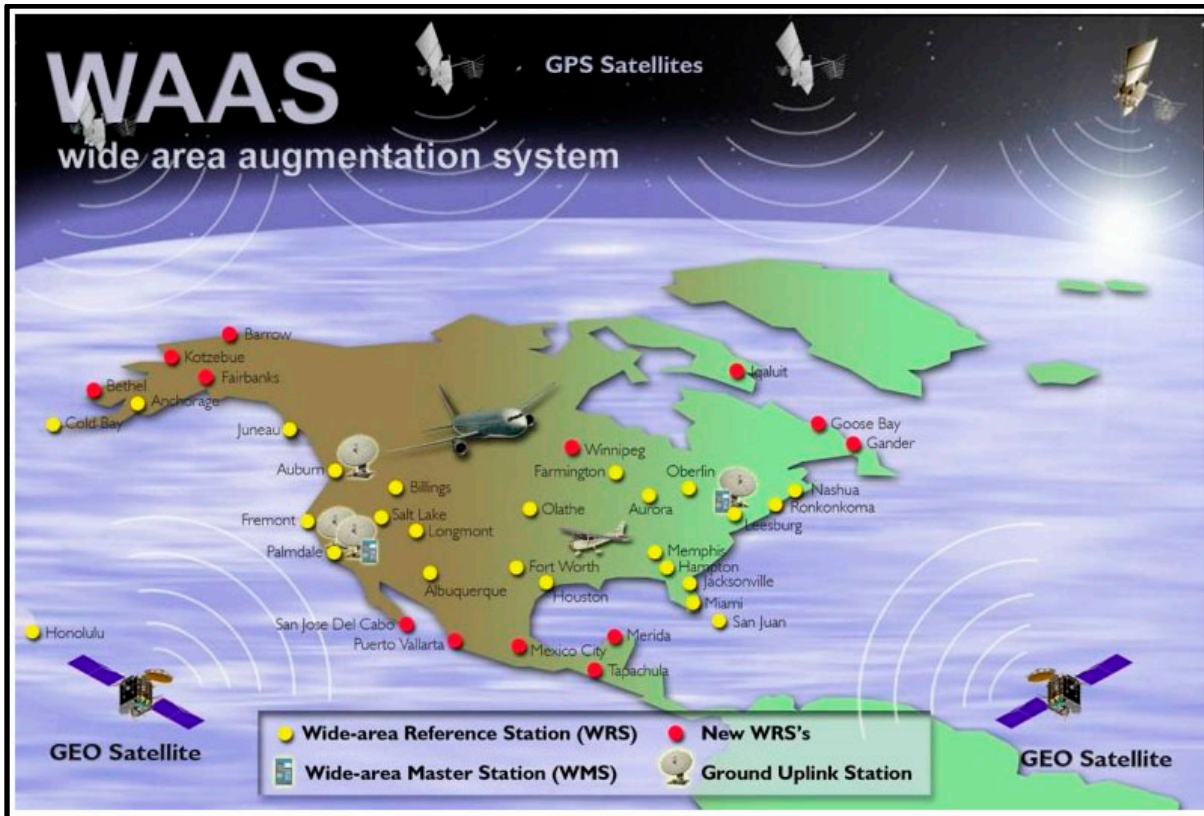 WAAS
wide area augmentation system
GPS Satellites
Barrow
Kotzebue
Fairbanks
Bethel
Anchorage
Cold Bay
Juneau
Iqaluit
Goose Bay
Gander
Winnipeg
Auburn
Farmington
Oberlin
Billings
Nashua
Ronkonkoma
Olathe
Aurora
Leesburg
Fremont
Salt Lake
Longmont
Palmdale
Memphis
Fort Worth
Hampton
Albuquerque
Houston
Jacksonville
Miami
San Juan
Honolulu
San Jose Del Cabo
Puerto Vallarta
Mexico City
Merida
Tapachula
GEO Satellite
GEO Satellite
Wide-area Reference Station (WRS)
New WRS's
Wide-area Master Station (WMS)
Ground Uplink Station